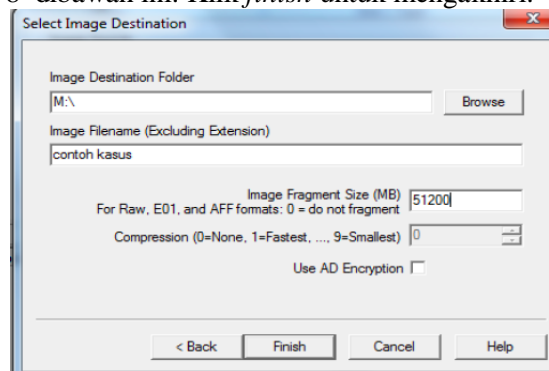 8 dibawah ini. Klik finish untuk mengakhiri.
Select Image Destination
Image Destination Folder
M:\
Browse
Image Filename (Excluding Extension)
contoh kasus
Image Fragment Size (MB)
For Raw, E01, and AFF formats: 0 = do not fragment
51200
Compression (0=None, 1=Fastest, ..., 9=Smallest)
0
Use AD Encryption
< Back
Finish
Cancel
Help